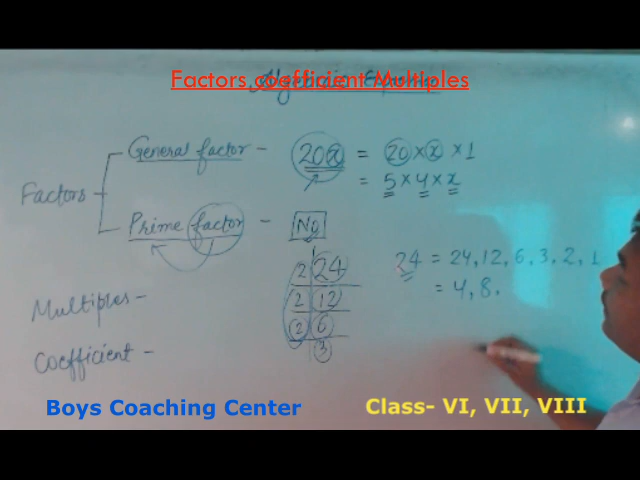 Factors,coefficient Multiples
Algebraic
General factor - 20x = 20 × x × 1
= 5 × 4 × x
Factors
Prime factor - No
2 24
2 12
2 6
3
24 = 24, 12, 6, 3, 2, 1
= 4, 8.
Multiples -
Coefficient -
Boys Coaching Center
Class- VI, VII, VIII